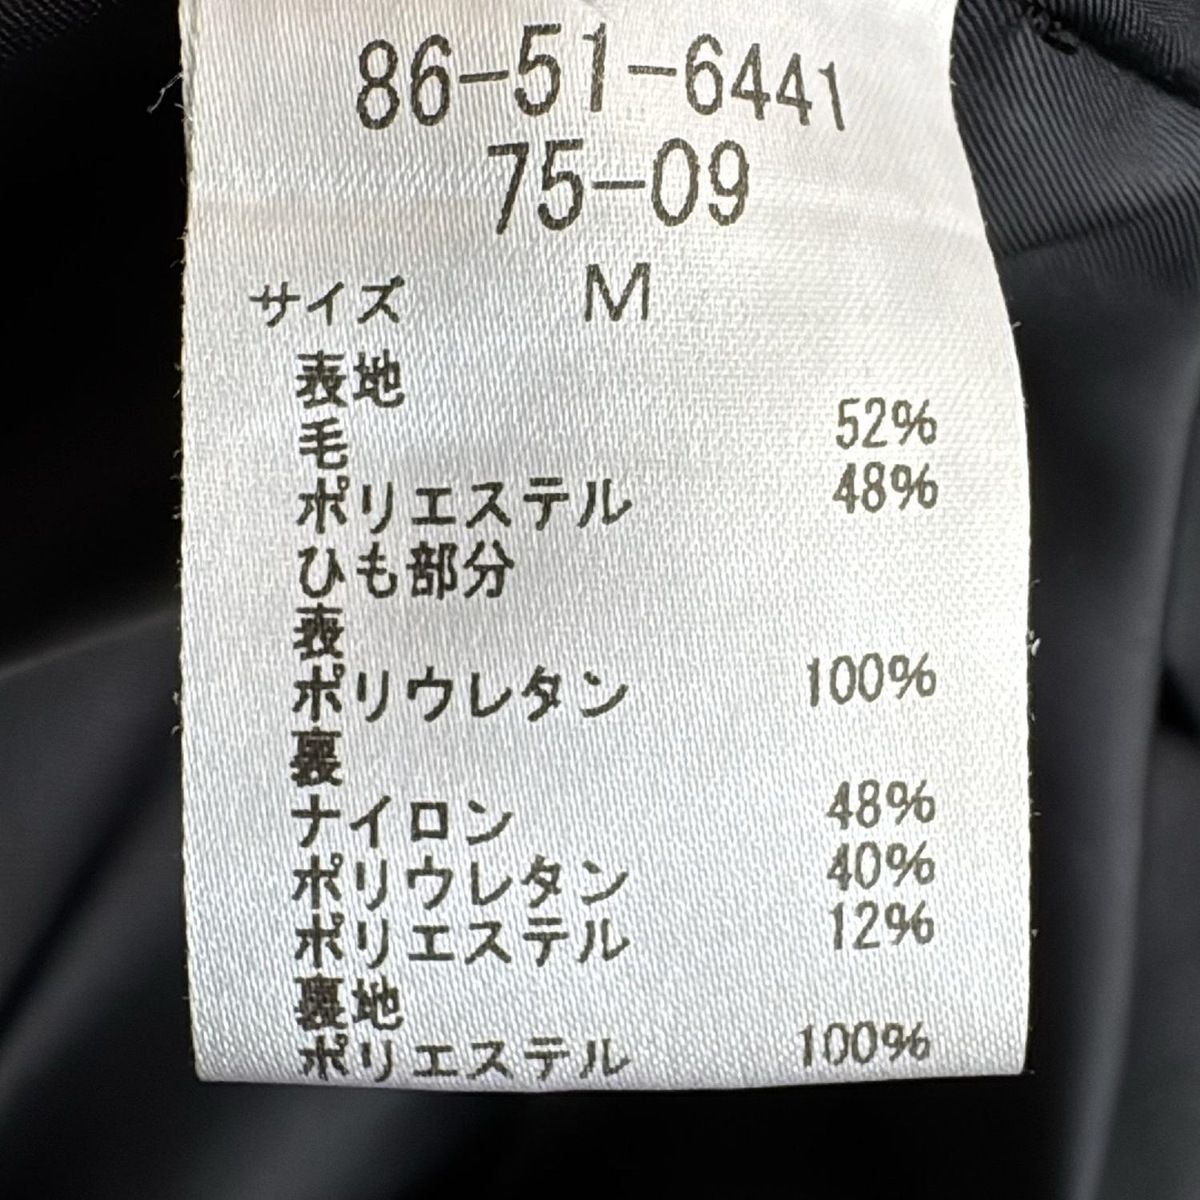 86-51-6441
75-09
サイズ M
表地
毛 52%
ポリエステル 48%
ひも部分
表
ポリウレタン 100%
裏
ナイロン 48%
ポリウレタン 40%
ポリエステル 12%
裏地
ポリエステル 100%